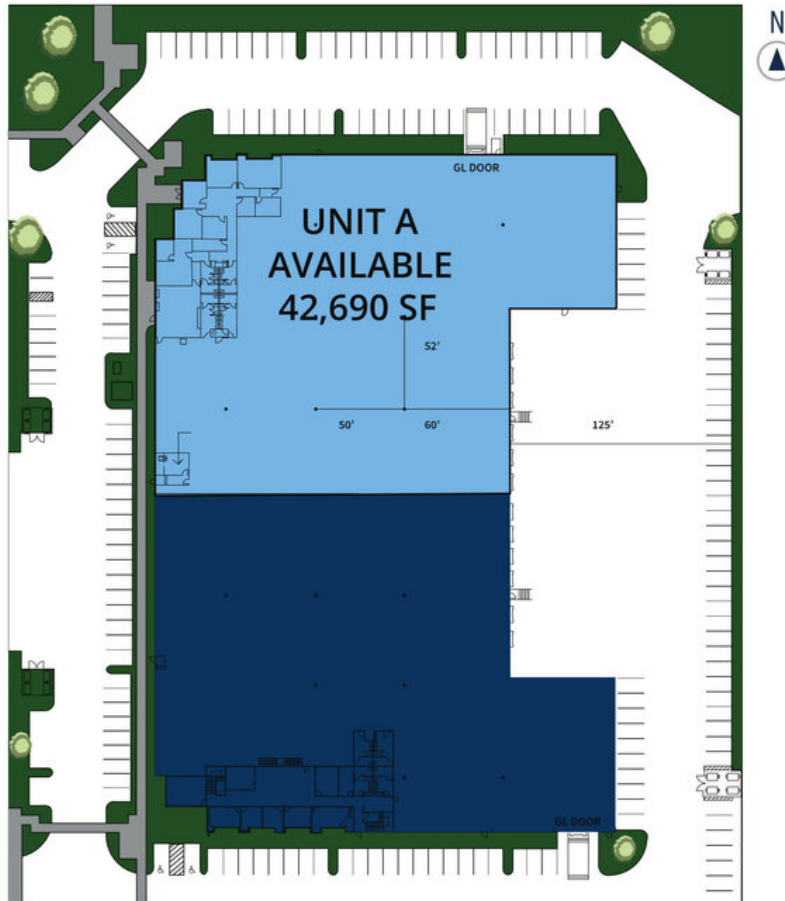 N
GL DOOR
UNIT A
AVAILABLE
42,690 SF
52'
50'
60'
125'
GL DOOR